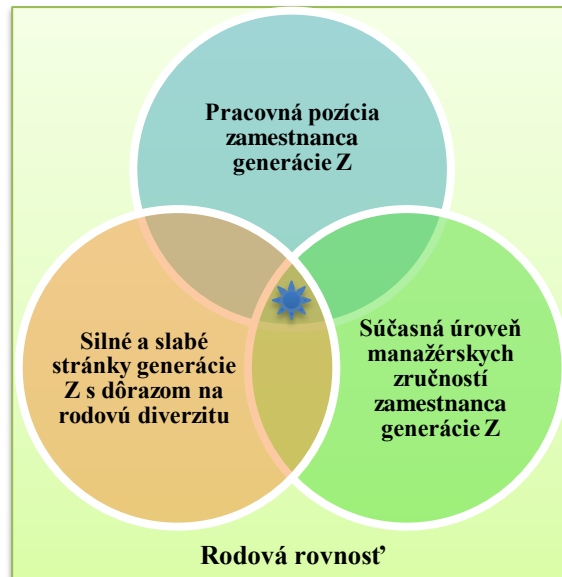 Pracovná pozícia
zamestnanca
generácie Z
Silné a slabé
stránky generácie
Z s dôrazom na
rodovú diverzitu
Súčasná úroveň
manažérskych
zručností
zamestnanca
generácie Z
Rodová rovnosť